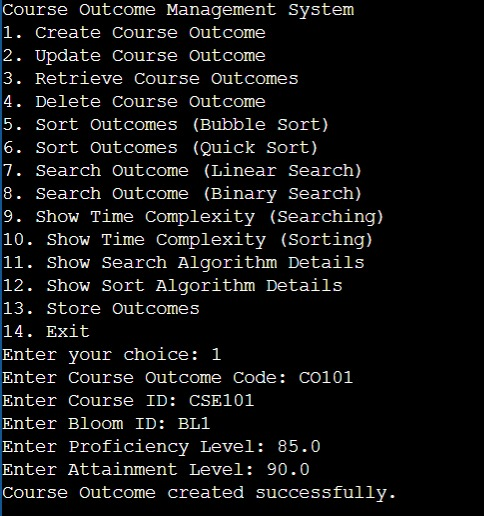 Course Outcome Management System
1. Create Course Outcome
2. Update Course Outcome
3. Retrieve Course Outcomes
4. Delete Course Outcome
5. Sort Outcomes (Bubble Sort)
6. Sort Outcomes (Quick Sort)
7. Search Outcome (Linear Search)
8. Search Outcome (Binary Search)
9. Show Time Complexity (Searching)
10. Show Time Complexity (Sorting)
11. Show Search Algorithm Details
12. Show Sort Algorithm Details
13. Store Outcomes
14. Exit
Enter your choice: 1
Enter Course Outcome Code: CO101
Enter Course ID: CSE101
Enter Bloom ID: BL1
Enter Proficiency Level: 85.0
Enter Attainment Level: 90.0
Course Outcome created successfully.